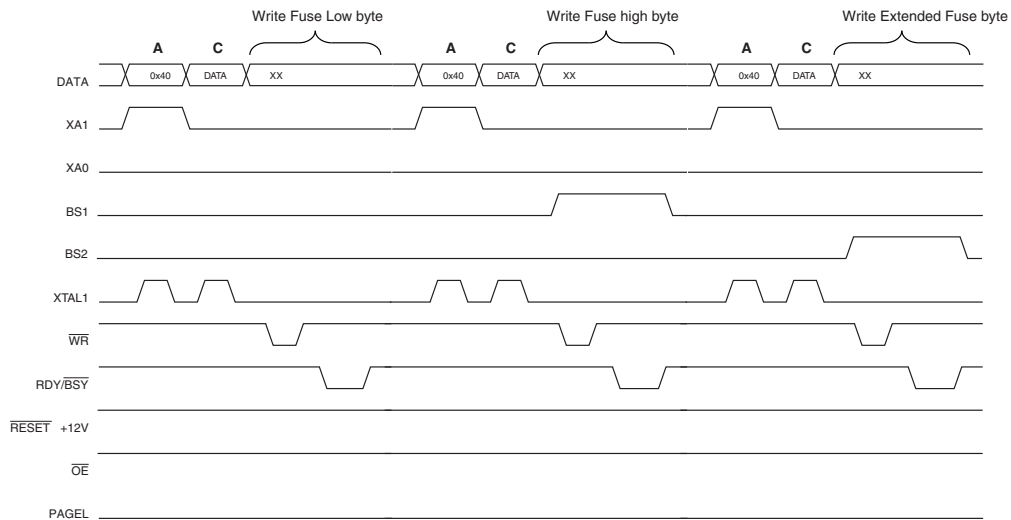 Write Fuse Low byte Write Fuse high byte Write Extended Fuse byte
A C A C A C
DATA 0x40 DATA XX 0x40 DATA XX 0x40 DATA XX
XA1
XA0
BS1
BS2
XTAL1
WR
RDY/BSY
RESET +12V
OE
PAGEL